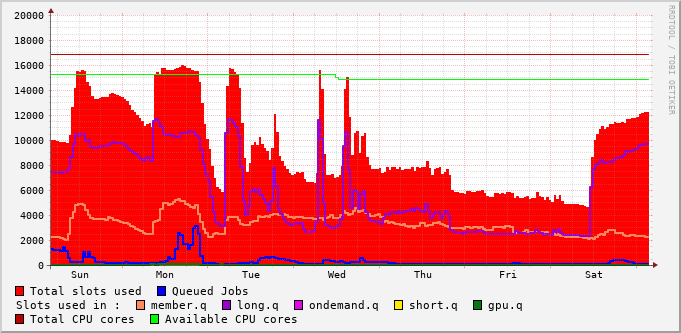 RRDTOOL / TOBI OETIKER
20000
18000
16000
14000
12000
10000
8000
6000
4000
2000
0
Sun Mon Tue Wed Thu Fri Sat
Total slots used Queued Jobs
Slots used in : member.q long.q ondemand.q short.q gpu.q
Total CPU cores Available CPU cores